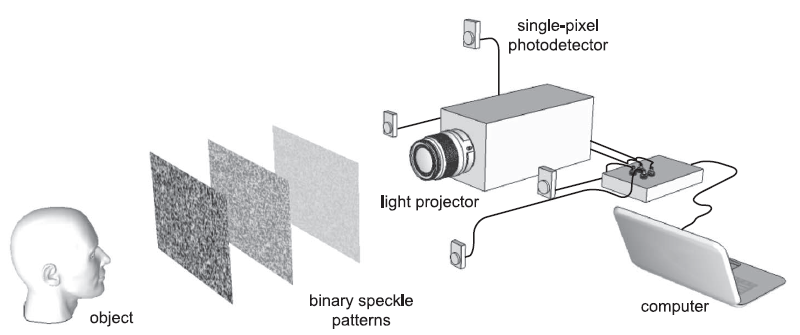 single-pixel
photodetector
light projector
binary speckle
patterns
object
computer